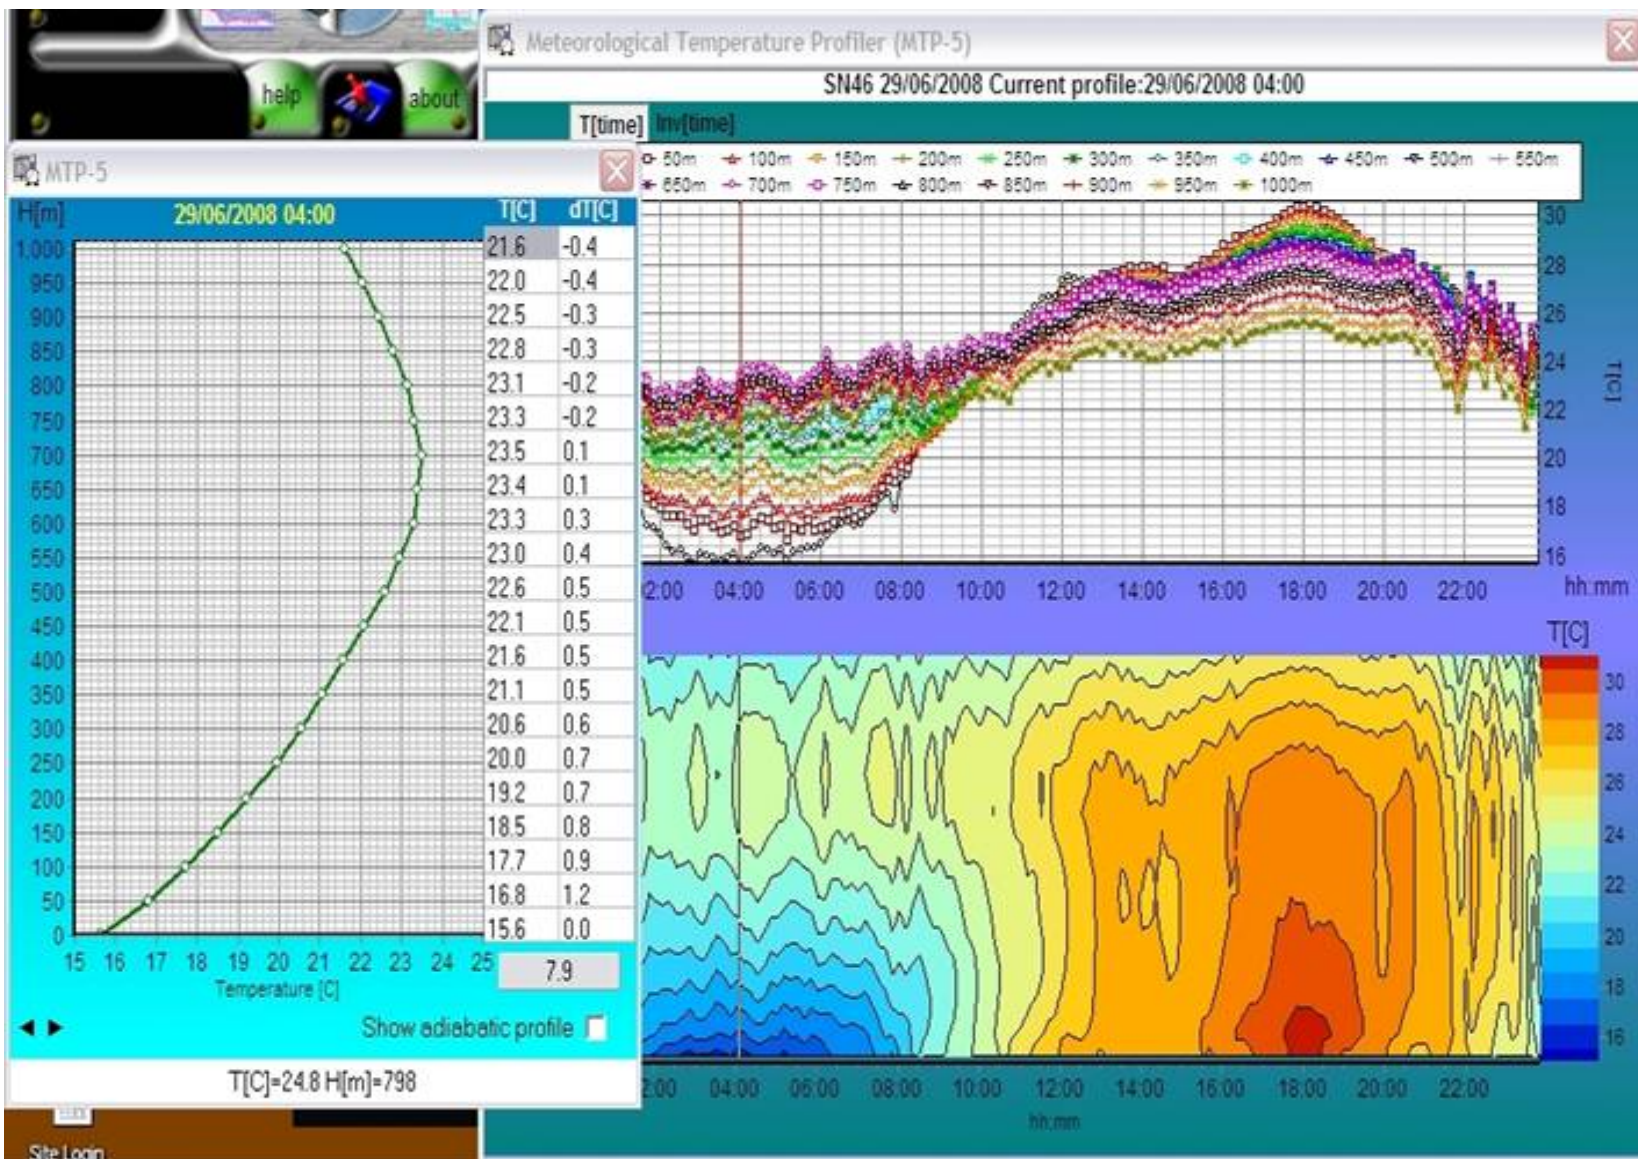 Meteorological Temperature Profiler (MTP-5)
SN46 29/06/2008 Current profile:29/06/2008 04:00
help
about
T[time] Inv[time]
50m 100m 150m 200m 250m 300m 350m 400m 450m 500m 550m
650m 700m 750m 800m 850m 900m 950m 1000m
MTP-5
H[m] 29/06/2008 04:00 T[C] dT[C]
1.000 21.6 -0.4
950 22.0 -0.4
900 22.5 -0.3
850 22.8 -0.3
800 23.1 -0.2
750 23.3 -0.2
700 23.5 0.1
650 23.4 0.1
600 23.3 0.3
550 23.0 0.4
500 22.6 0.5
450 22.1 0.5
400 21.6 0.5
350 21.1 0.5
300 20.6 0.6
250 20.0 0.7
200 19.2 0.7
150 18.5 0.8
100 17.7 0.9
50 16.8 1.2
0 15.6 0.0
15 16 17 18 19 20 21 22 23 24 25
7.9
Temperature [C]
Show adiabatic profile
T[C]=24.8 H[m]=798
Site Login
30
28
26
24
22
20
18
16
T[C]
2:00 04:00 06:00 08:00 10:00 12:00 14:00 16:00 18:00 20:00 22:00 hh:mm
T[C]
30
28
26
24
22
20
18
16
2:00 04:00 06:00 08:00 10:00 12:00 14:00 16:00 18:00 20:00 22:00
hh:mm